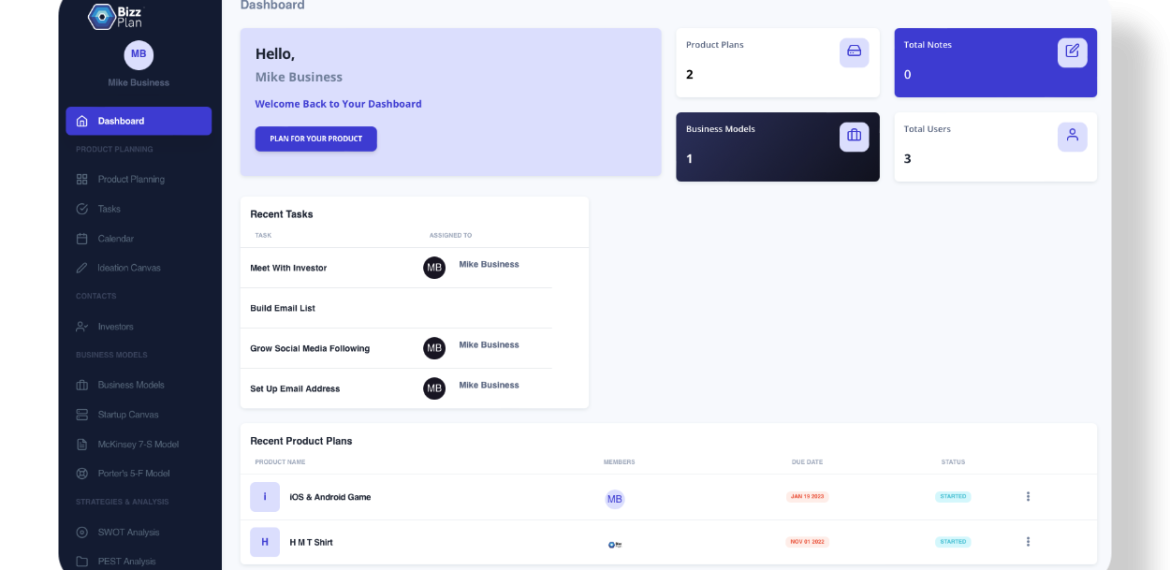 Bizz
Plan
MB
Mike Business
Dashboard
PRODUCT PLANNING
Product Planning
Tasks
Calendar
Ideation Canvas
CONTACTS
Investors
BUSINESS MODELS
Business Models
Startup Canvas
McKinsey 7-S Model
Porter's 5-F Model
STRATEGIES & ANALYSIS
SWOT Analysis
PEST Analysis
Dashboard
Hello,
Mike Business
Welcome Back to Your Dashboard
PLAN FOR YOUR PRODUCT
Product Plans
2
Total Notes
0
Business Models
1
Total Users
3
Recent Tasks
TASK ASSIGNED TO
Meet With Investor MB Mike Business
Build Email List
Grow Social Media Following MB Mike Business
Set Up Email Address MB Mike Business
Recent Product Plans
PRODUCT NAME MEMBERS DUE DATE STATUS
i iOS & Android Game MB JAN 19 2023 STARTED
H H M T Shirt NOV 01 2022 STARTED